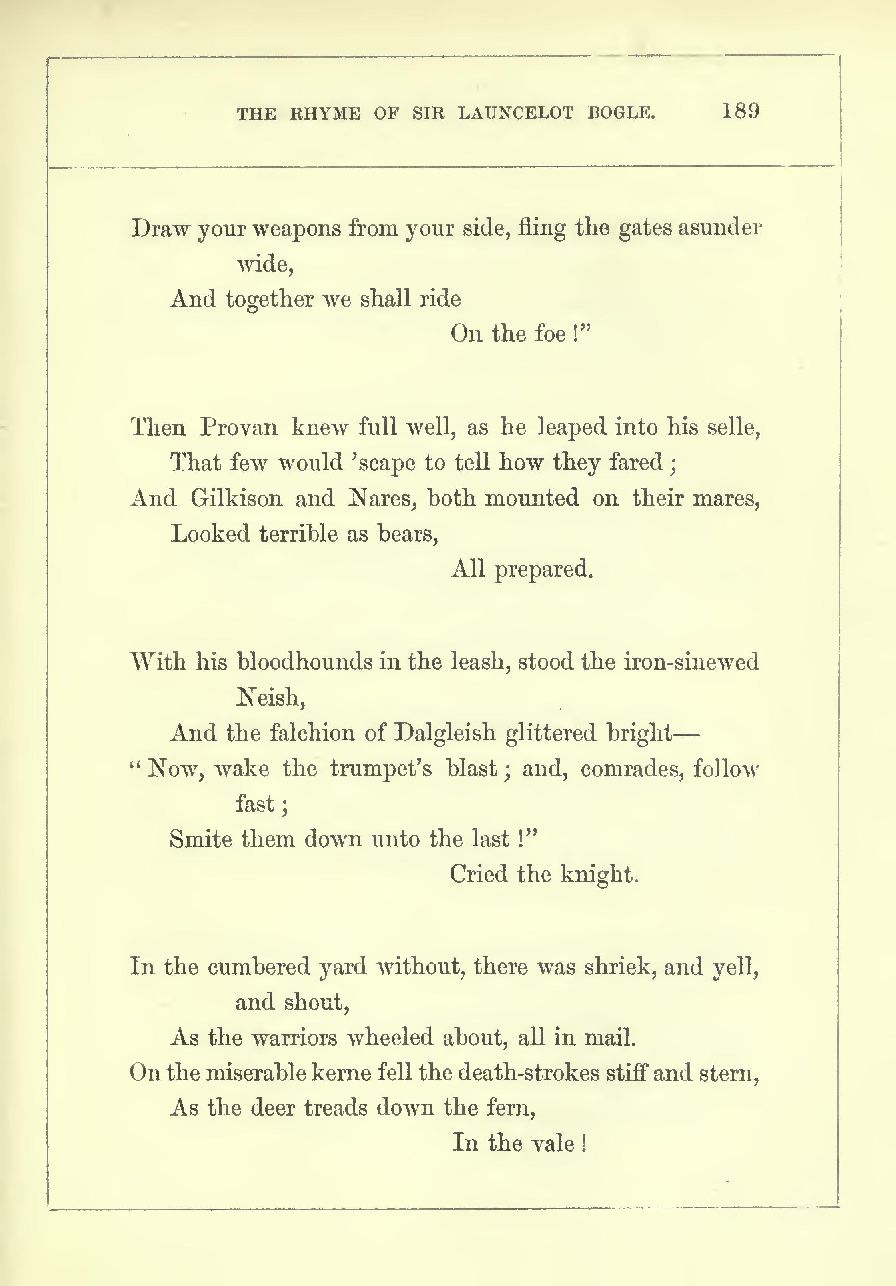 THE RHYME OF SIR LAUNCELOT BOGLE. 189
Draw your weapons from your side, fling the gates asunder
wide,
And together we shall ride
On the foe !”
Then Provan knew full well, as he leaped into his selle,
That few would ’scape to tell how they fared ;
And Gilkison and Nares, both mounted on their mares,
Looked terrible as bears,
All prepared.
With his bloodhounds in the leash, stood the iron-sinewed
Neish,
And the falchion of Dalgleish glittered bright—
“ Now, wake the trumpet’s blast ; and, comrades, follow
fast ;
Smite them down unto the last !”
Cried the knight.
In the cumbered yard without, there was shriek, and yell,
and shout,
As the warriors wheeled about, all in mail.
On the miserable kerne fell the death-strokes stiff and stern,
As the deer treads down the fern,
In the vale !